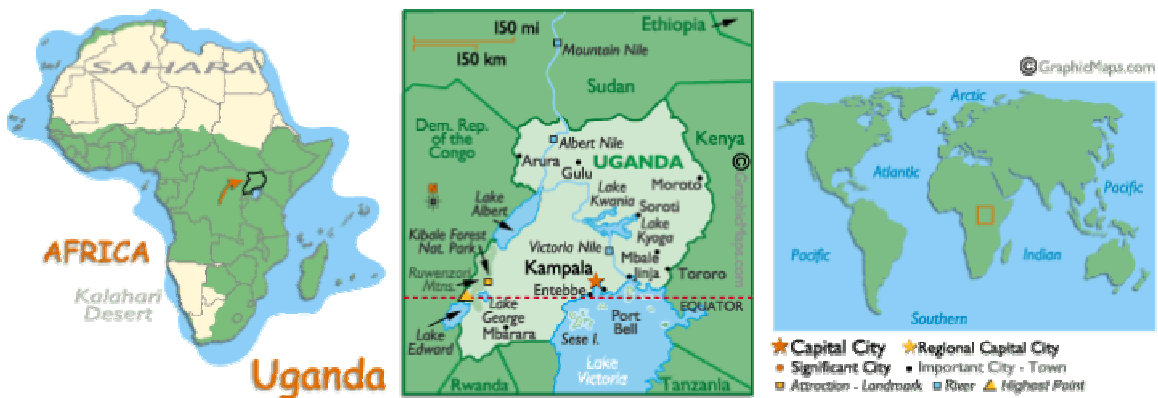 SAHARA
AFRICA
Kalahari
Desert
Uganda
150 mi
150 km
Ethiopia
Mountain Nile
Sudan
Dem. Rep.
of the
Congo
Kenya
Albert Nile
Arura
Gulu
UGANDA
© GraphicMaps.com
Lake
Albert
Lake
Kwania
Moroto
Soroti
Lake
Kyoga
Kibale Forest
Nat. Park
Victoria Nile
Mbale
Ruwenzori
Mtns.
Kampala
Jinja
Tororo
Entebbe
EQUATOR
Lake
George
Mbarara
Port
Bell
Lake
Edward
Sese I.
Lake
Victoria
Rwanda
Tanzania
© GraphicMaps.com
Arctic
Atlantic
Pacific
Pacific
Indian
Southern
Capital City
Regional Capital City
Significant City
Important City - Town
Attraction - Landmark
River
Highest Point